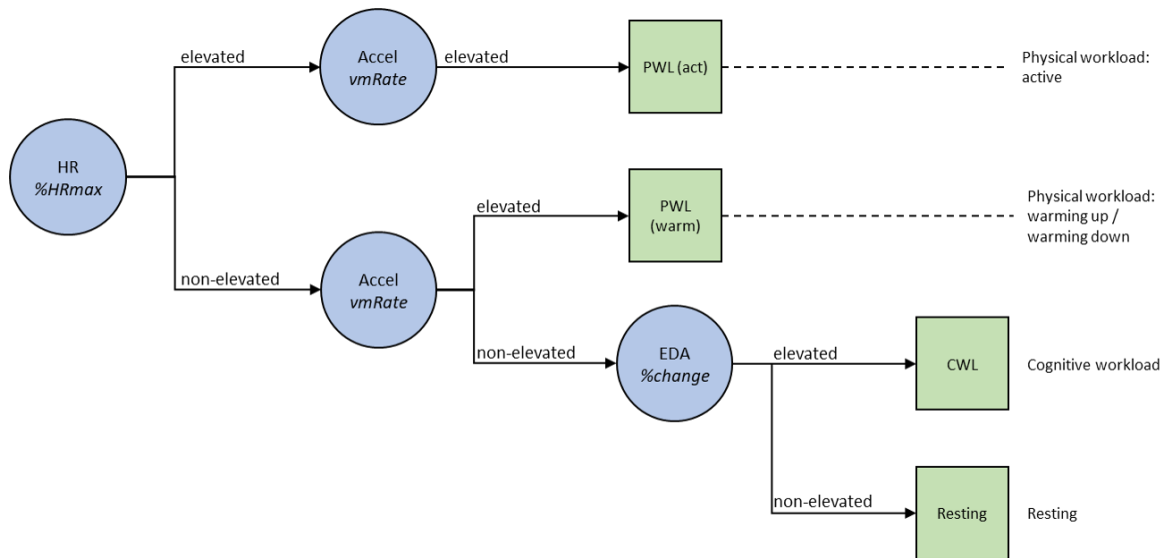 elevated
Accel
vmRate
elevated
PWL (act)
Physical workload:
active
HR
%HRmax
elevated
PWL
(warm)
Physical workload:
warming up /
warming down
non-elevated
Accel
vmRate
non-elevated
EDA
%change
elevated
CWL
Cognitive workload
non-elevated
Resting
Resting